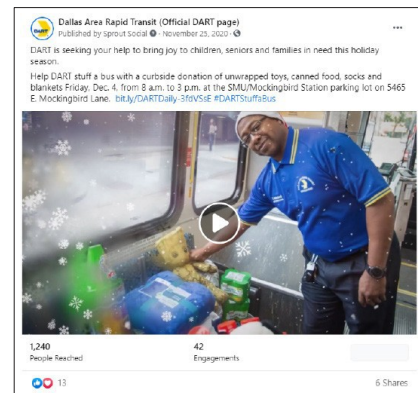 Dallas Area Rapid Transit (Official DART page)
Published by Sprout Social · November 25, 2020 ·
DART is seeking your help to bring joy to children, seniors and families in need this holiday
season.
Help DART stuff a bus with a curbside donation of unwrapped toys, canned food, socks and
blankets Friday, Dec. 4, from 8 a.m. to 3 p.m. at the SMU/Mockingbird Station parking lot on 5465
E. Mockingbird Lane. bit.ly/DARTDaily-3fdVSsE #DARTStuffaBus
1,240
42
People Reached
Engagements
13
6 Shares